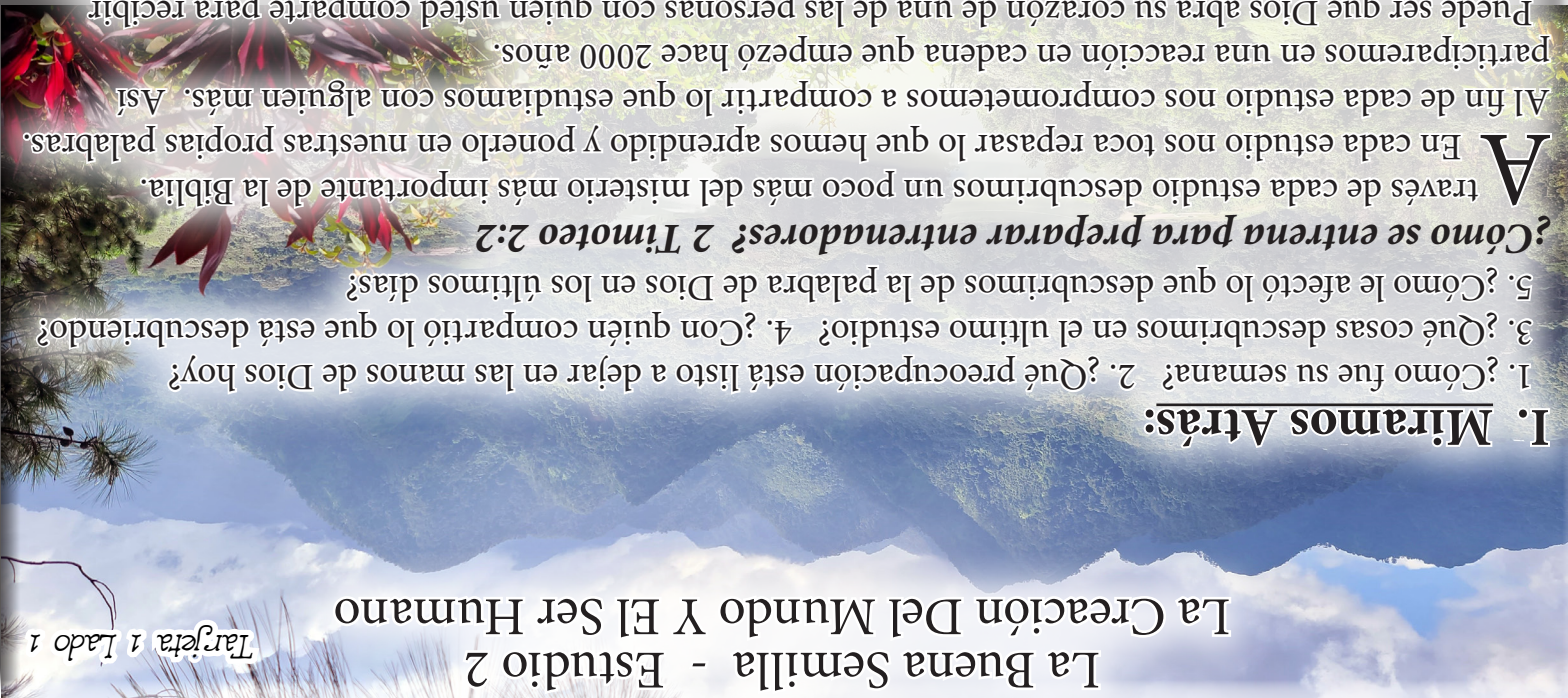 La Buena Semilla - Estudio 2
La Creación Del Mundo Y El Ser Humano
Tarjeta 1 Lado 1
I. Miramos Atrás:
1. ¿Cómo fue su semana? 2. ¿Qué preocupación está listo a dejar en las manos de Dios hoy?
3. ¿Qué cosas descubrimos en el ultimo estudio? 4. ¿Con quién compartió lo que está descubriendo?
5. ¿Cómo le afectó lo que descubrimos de la palabra de Dios en los últimos días?
¿Cómo se entrena para preparar entrenadores? 2 Timoteo 2:2
A través de cada estudio descubrimos un poco más del misterio más importante de la Biblia.
En cada estudio nos toca repasar lo que hemos aprendido y ponerlo en nuestras propias palabras.
Al fin de cada estudio nos comprometemos a compartir lo que estudiamos con alguien más. Así
participaremos en una reacción en cadena que empezó hace 2000 años.
Puede ser que Dios abra su corazón de una de las personas con quien usted comparte para recibir